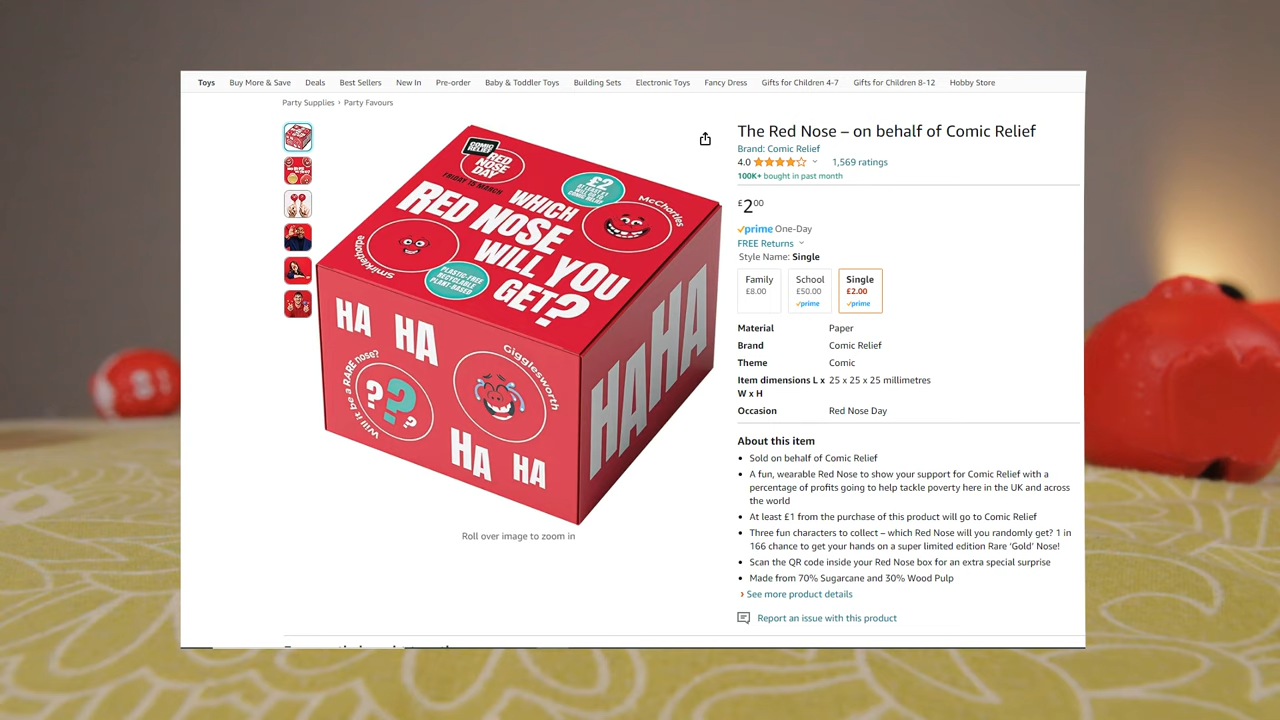 Toys Buy More & Save Deals Best Sellers New In Pre-order Baby & Toddler Toys Building Sets Electronic Toys Fancy Dress Gifts for Children 4-7 Gifts for Children 8-12 Hobby Store
Party Supplies › Party Favours
COMIC
RELIEF
RED
NOSE
DAY
FRIDAY 15 MARCH
£2
AT LEAST £1
WILL GO TO
COMIC RELIEF
McChortles
WHICH
RED NOSE
WILL YOU
GET?
Smirklethorpe
PLASTIC-FREE
RECYCLABLE
PLANT-BASED
HA HA
Will it be a RARE nose?
? ? ?
Gigglesworth
HA HA
HAHA
Roll over image to zoom in
The Red Nose – on behalf of Comic Relief
Brand: Comic Relief
4.0 1,569 ratings
100K+ bought in past month
£200
prime One-Day
FREE Returns
Style Name: Single
Family School Single
£8.00 £50.00 £2.00
prime prime
Material Paper
Brand Comic Relief
Theme Comic
Item dimensions L x 25 x 25 x 25 millimetres
W x H
Occasion Red Nose Day
About this item
• Sold on behalf of Comic Relief
• A fun, wearable Red Nose to show your support for Comic Relief with a
percentage of profits going to help tackle poverty here in the UK and across
the world
• At least £1 from the purchase of this product will go to Comic Relief
• Three fun characters to collect – which Red Nose will you randomly get? 1 in
166 chance to get your hands on a super limited edition Rare ‘Gold’ Nose!
• Scan the QR code inside your Red Nose box for an extra special surprise
• Made from 70% Sugarcane and 30% Wood Pulp
› See more product details
Report an issue with this product